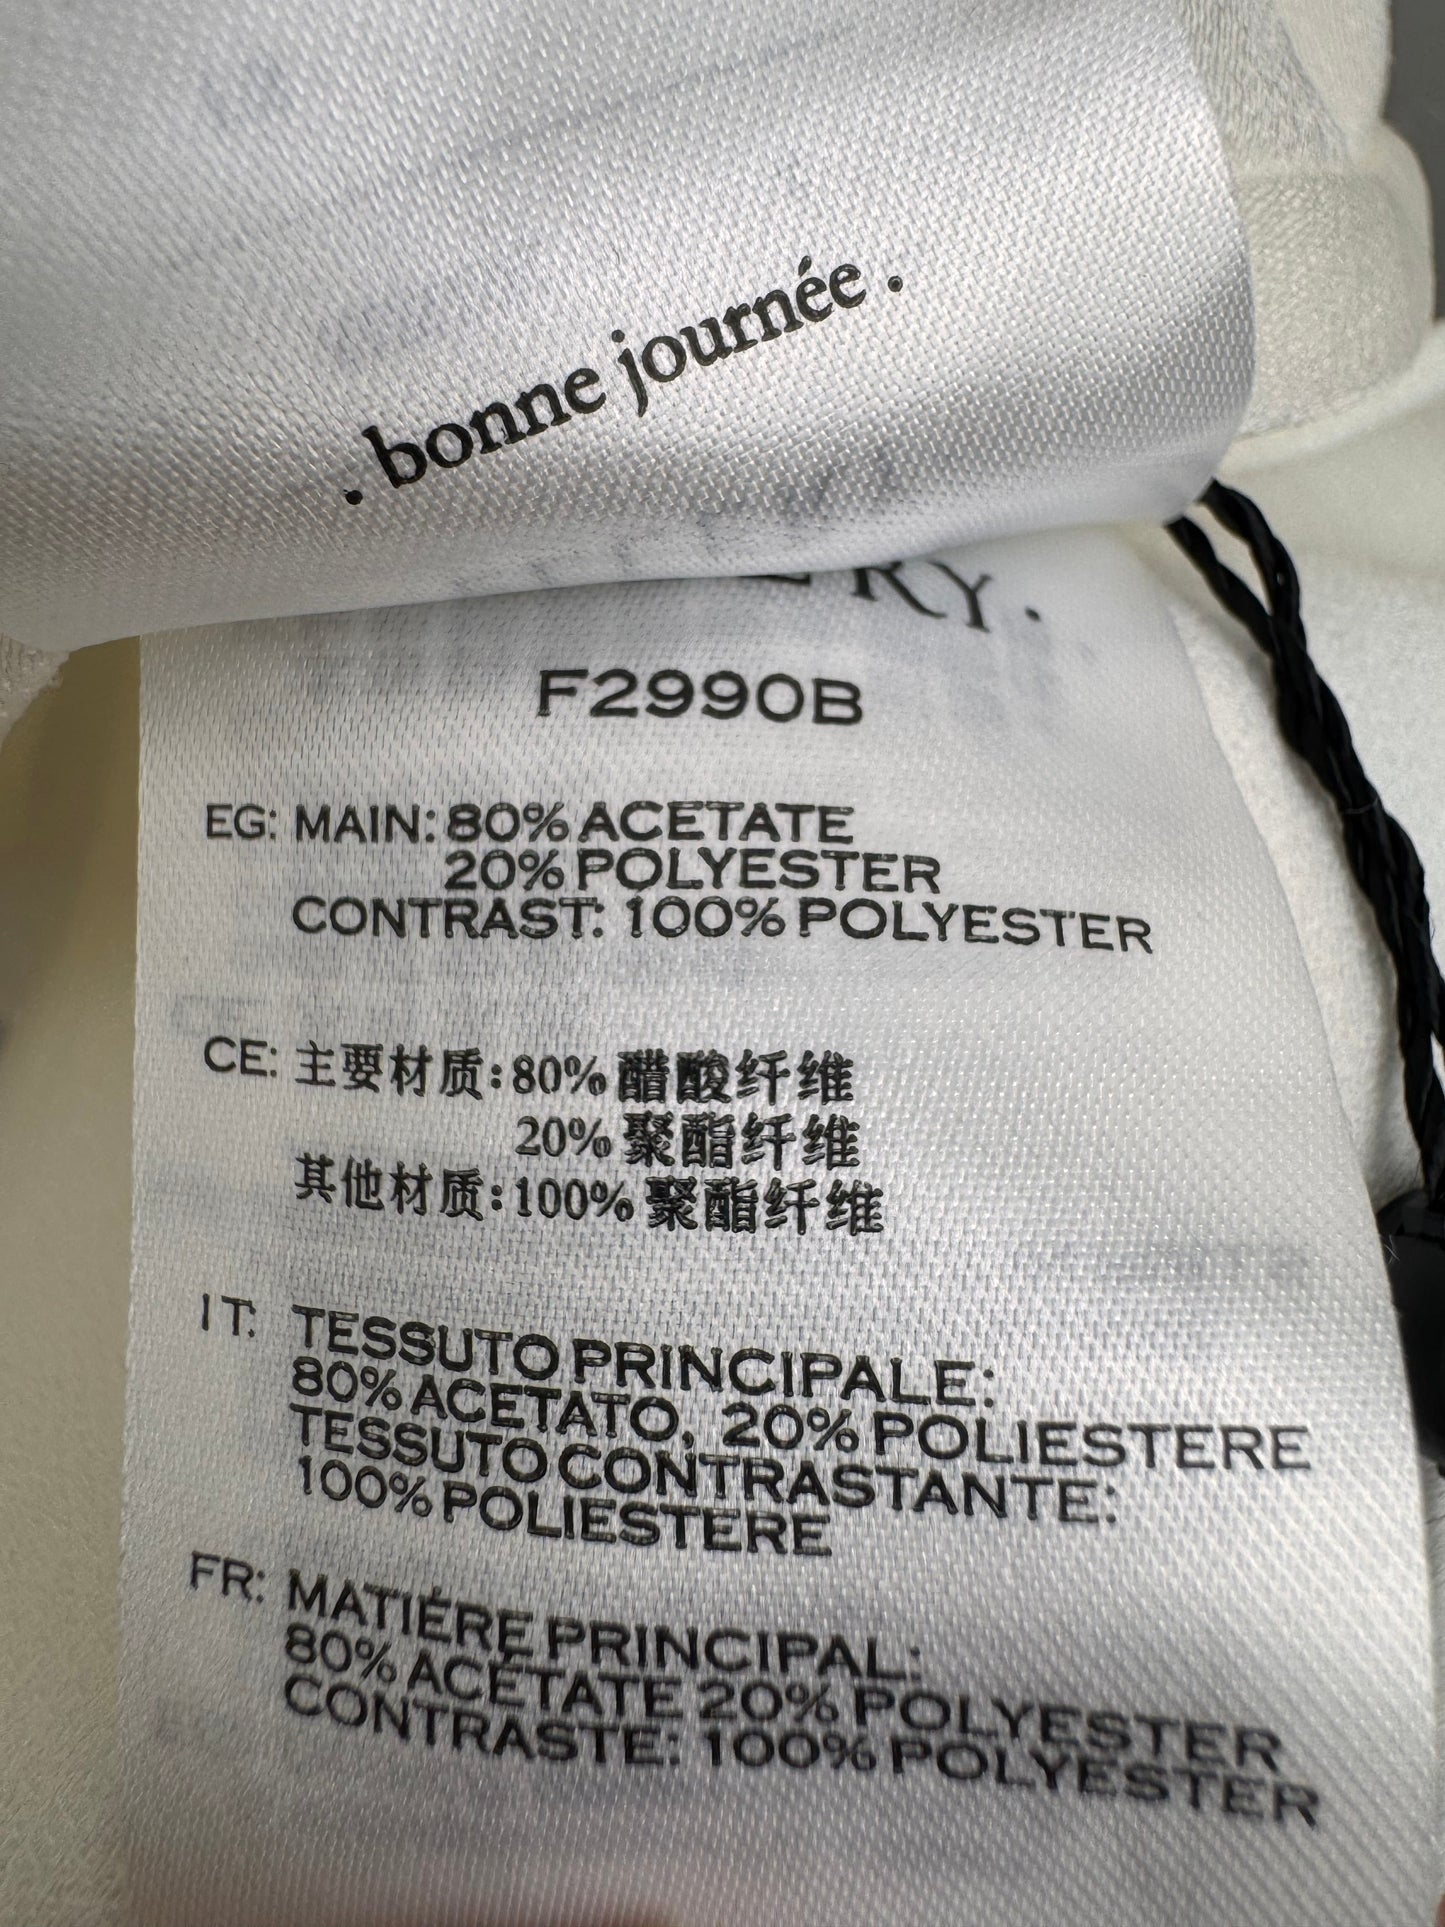 . bonne journée .
F2990B
EG: MAIN: 80% ACETATE
20% POLYESTER
CONTRAST: 100% POLYESTER
CE: 主要材质: 80% 醋酸纤维
20% 聚酯纤维
其他材质: 100% 聚酯纤维
IT: TESSUTO PRINCIPALE:
80% ACETATO, 20% POLIESTERE
TESSUTO CONTRASTANTE:
100% POLIESTERE
FR: MATIÉRE PRINCIPAL:
80% ACÉTATE 20% POLYESTER
CONTRASTE: 100% POLYESTER